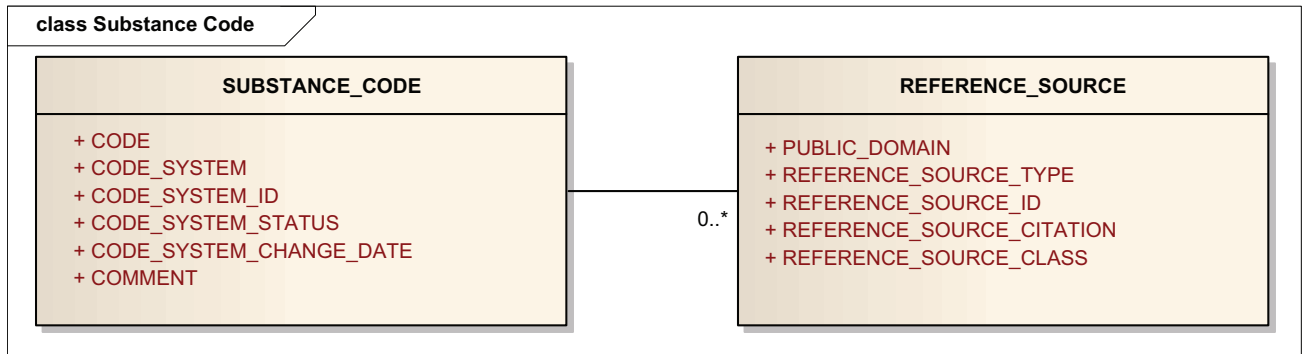 class Substance Code
SUBSTANCE_CODE
+ CODE
+ CODE_SYSTEM
+ CODE_SYSTEM_ID
+ CODE_SYSTEM_STATUS
+ CODE_SYSTEM_CHANGE_DATE
+ COMMENT
0..*
REFERENCE_SOURCE
+ PUBLIC_DOMAIN
+ REFERENCE_SOURCE_TYPE
+ REFERENCE_SOURCE_ID
+ REFERENCE_SOURCE_CITATION
+ REFERENCE_SOURCE_CLASS